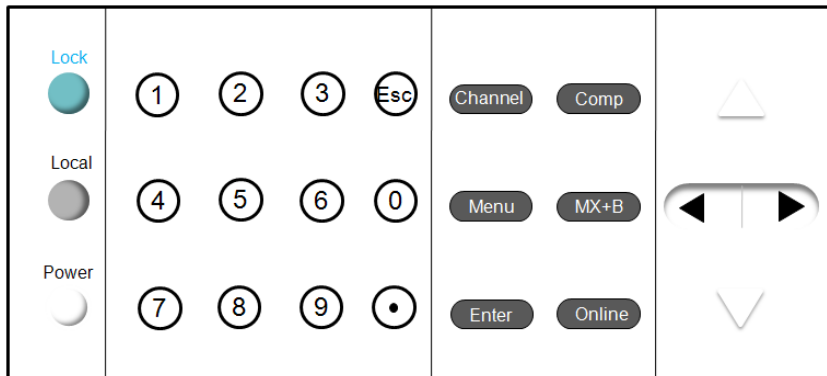 Lock
1 2 3 Esc Channel Comp
Local
4 5 6 0 Menu MX+B
Power
7 8 9 • Enter Online